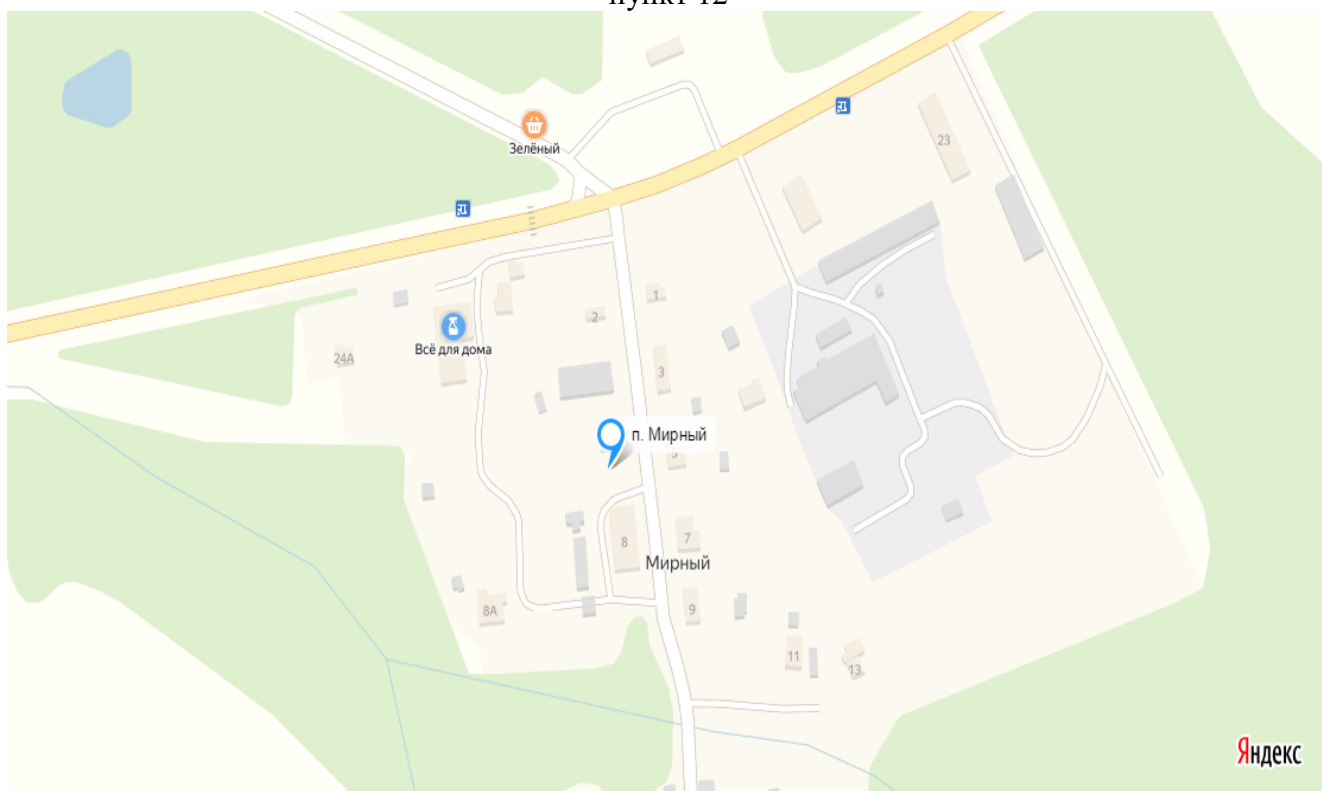 пункт 12
23
Зелёный
1
2
Всё для дома
24А
3
п. Мирный
5
8
7
Мирный
8А
9
11
13
Яндекс